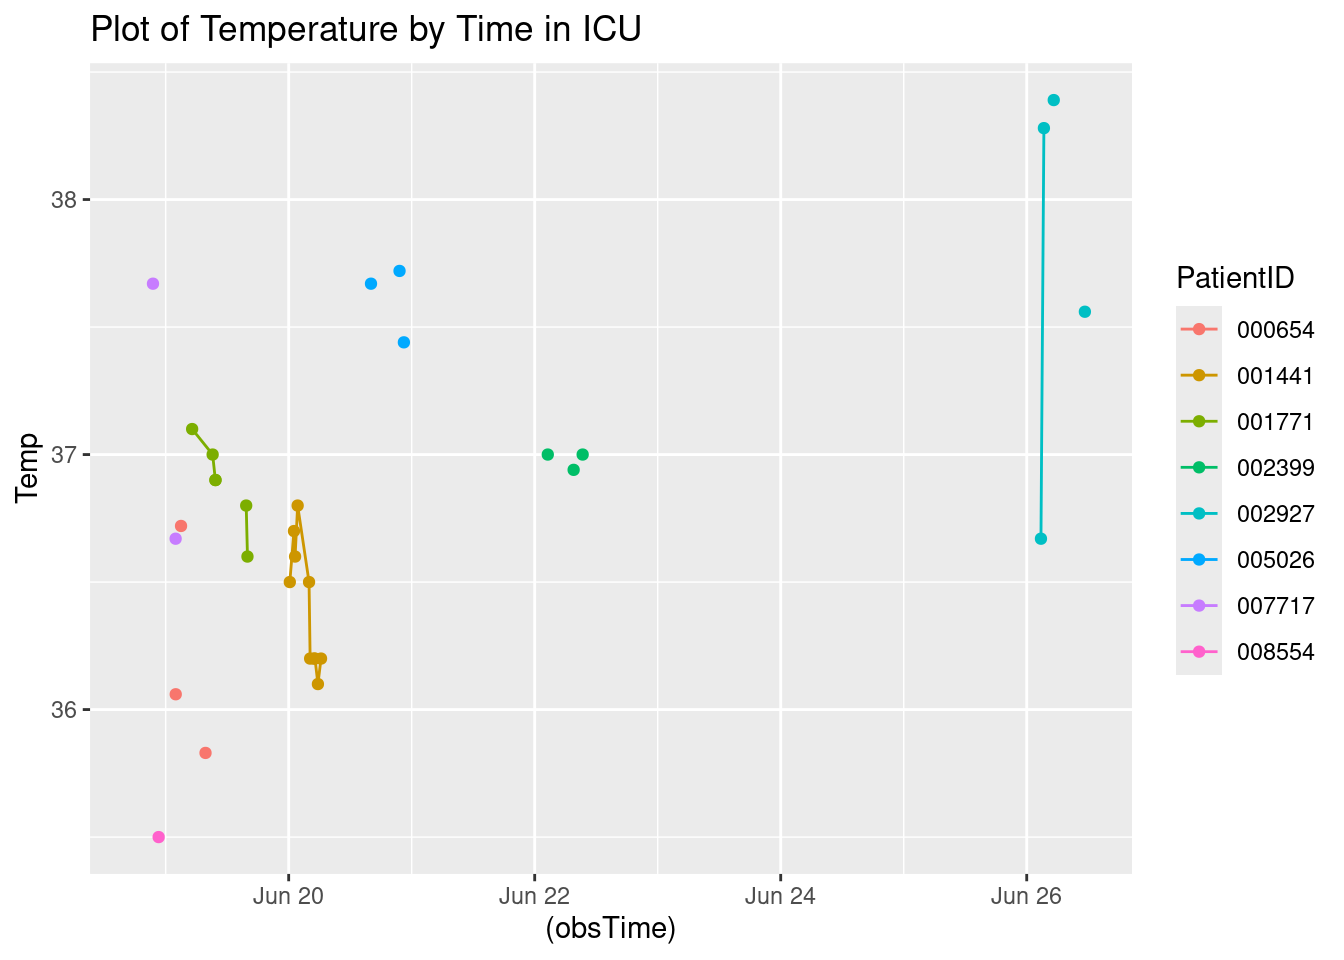 Plot of Temperature by Time in ICU
38
37
36
Temp
Jun 20
Jun 22
Jun 24
Jun 26
(obsTime)
PatientID
000654
001441
001771
002399
002927
005026
007717
008554